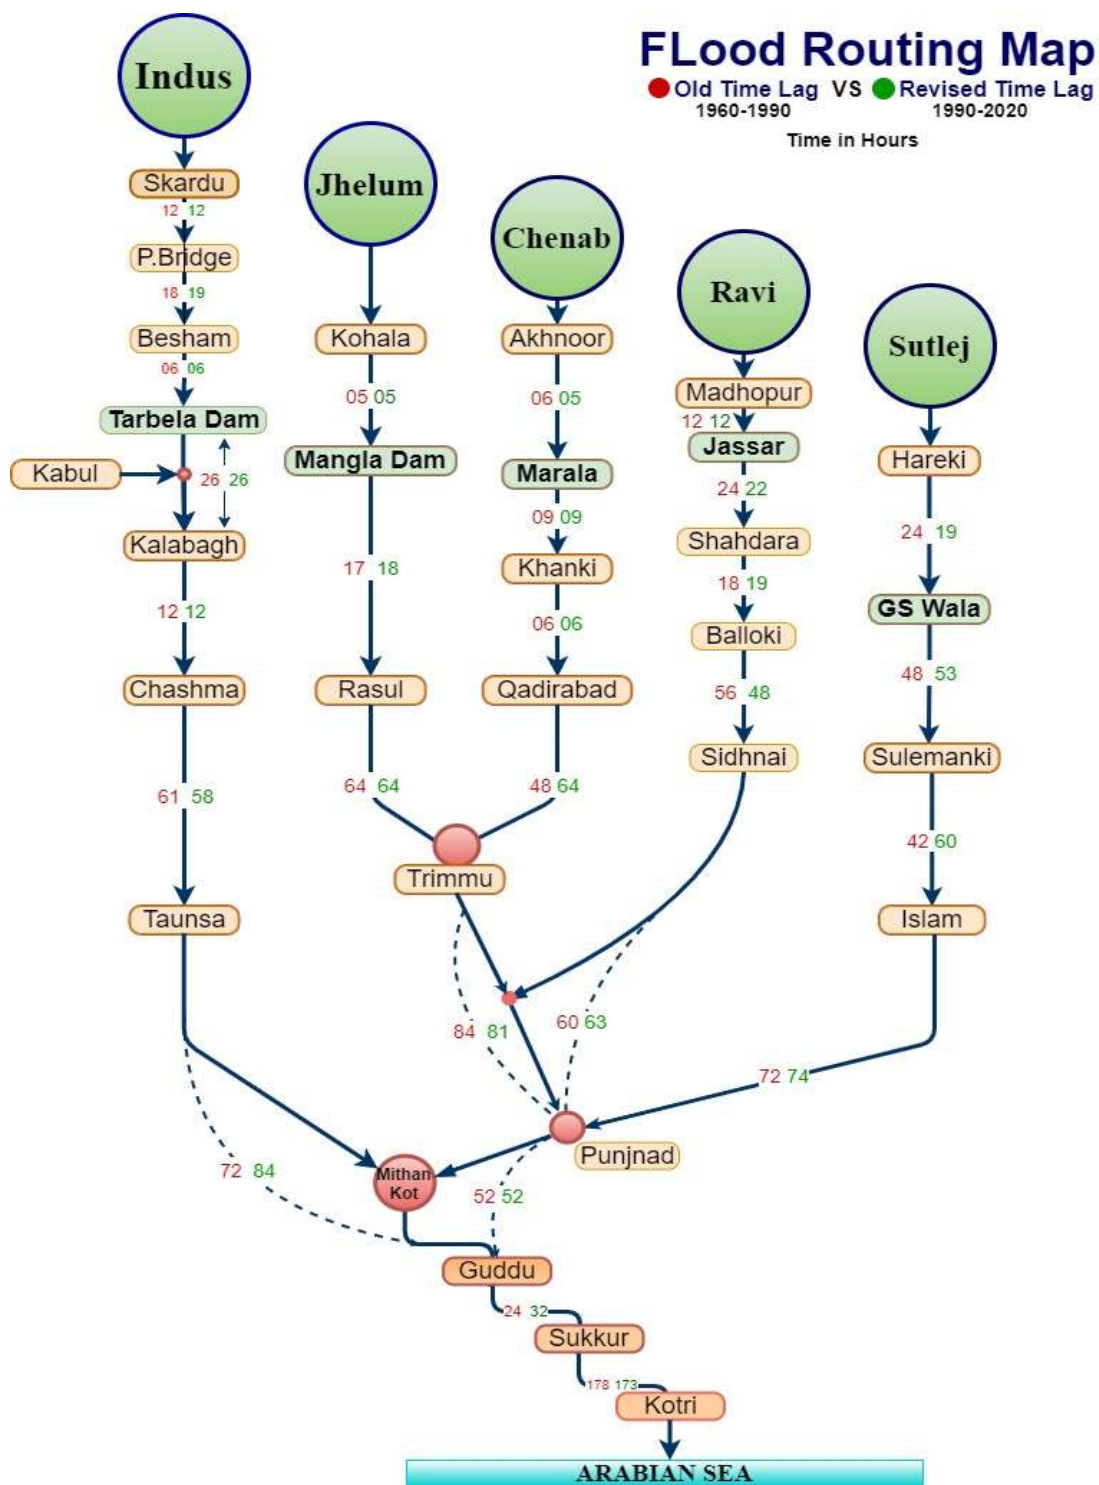 FLood Routing Map
Old Time Lag VS Revised Time Lag
1960-1990 1990-2020
Time in Hours
Indus
Skardu
12 12
P.Bridge
18 19
Besham
06 06
Tarbela Dam
Kabul
26 26
Kalabagh
12 12
Chashma
61 58
Taunsa
72 84
Jhelum
Kohala
05 05
Mangla Dam
17 18
Rasul
64 64
Chenab
Akhnoor
06 05
Marala
09 09
Khanki
06 06
Qadirabad
48 64
Trimmu
84 81
Ravi
Madhopur
12 12
Jassar
24 22
Shahdara
18 19
Balloki
56 48
Sidhnai
60 63
Sutlej
Hareki
24 19
GS Wala
48 53
Sulemanki
42 60
Islam
72 74
Punjnad
Mithan
Kot
52 52
Guddu
24 32
Sukkur
178 173
Kotri
ARABIAN SEA